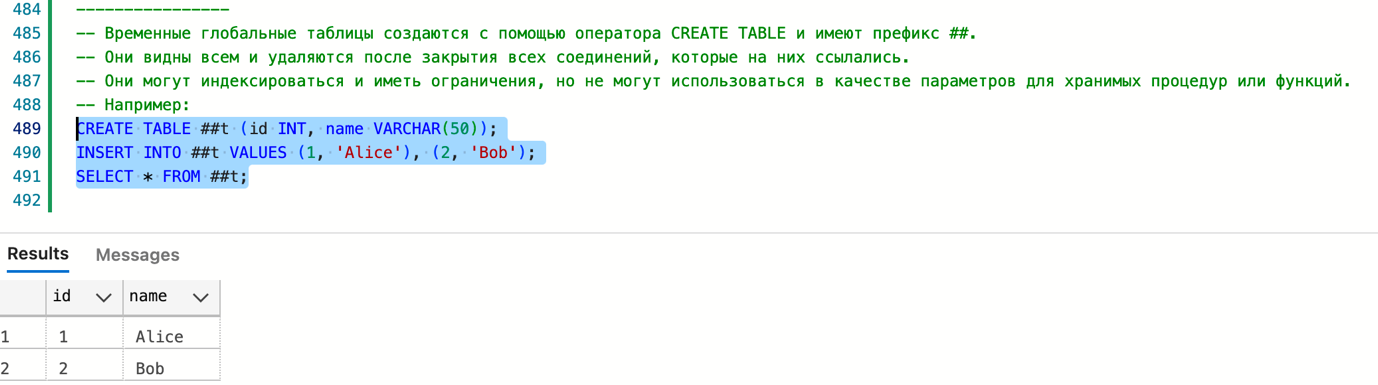 484 ----------------
485 -- Временные глобальные таблицы создаются с помощью оператора CREATE TABLE и имеют префикс ##.
486 -- Они видны всем и удаляются после закрытия всех соединений, которые на них ссылались.
487 -- Они могут индексироваться и иметь ограничения, но не могут использоваться в качестве параметров для хранимых процедур или функций.
488 -- Например:
489 CREATE TABLE ##t (id INT, name VARCHAR(50));
490 INSERT INTO ##t VALUES (1, 'Alice'), (2, 'Bob');
491 SELECT * FROM ##t;
492
Results Messages
id name
1 1 Alice
2 2 Bob